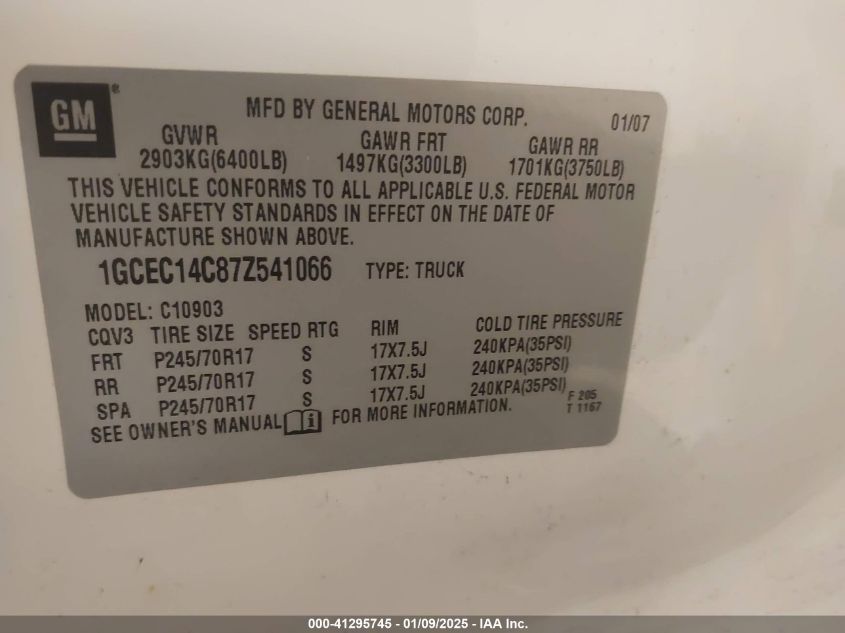 GM®
MFD BY GENERAL MOTORS CORP. 01/07
GVWR GAWR FRT GAWR RR
2903KG(6400LB) 1497KG(3300LB) 1701KG(3750LB)
THIS VEHICLE CONFORMS TO ALL APPLICABLE U.S. FEDERAL MOTOR
VEHICLE SAFETY STANDARDS IN EFFECT ON THE DATE OF
MANUFACTURE SHOWN ABOVE.
1GCEC14C87Z541066 TYPE: TRUCK
MODEL: C10903
CQV3 TIRE SIZE SPEED RTG RIM COLD TIRE PRESSURE
FRT P245/70R17 S 17X7.5J 240KPA(35PSI)
RR P245/70R17 S 17X7.5J 240KPA(35PSI)
SPA P245/70R17 S 17X7.5J 240KPA(35PSI)
SEE OWNER'S MANUAL i FOR MORE INFORMATION.
F 205
T 1167
000-41295745 - 01/09/2025 - IAA Inc.